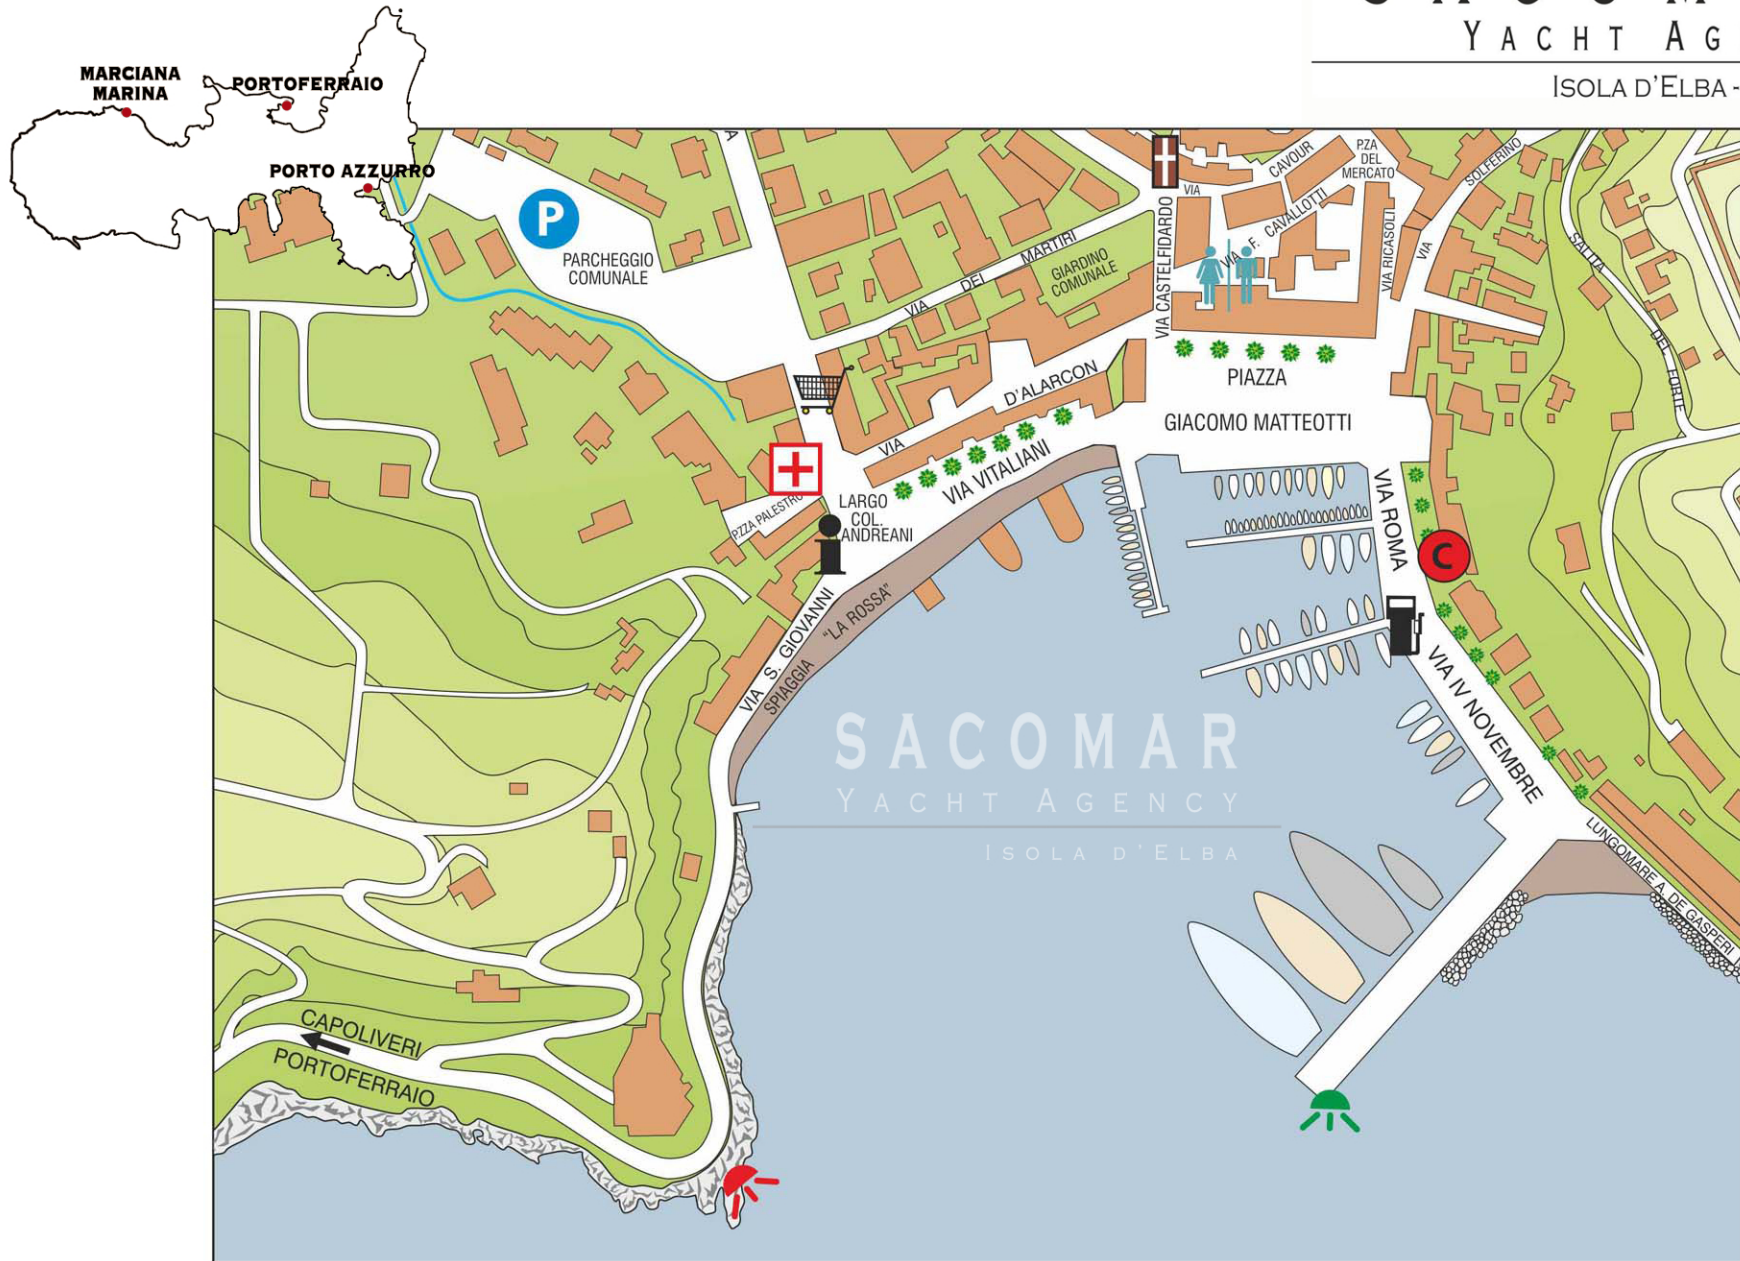 YACHT AG
ISOLA D'ELBA -
MARCIANA
MARINA
PORTOFERRAIO
PORTO AZZURRO
P
PARCHEGGIO
COMUNALE
A
VIA DEI MARTIRI
GIARDINO
COMUNALE
VIA CASTELFIDARDO
VIA CAVOUR
P.ZA
DEL
MERCATO
VIA F. CAVALLOTTI
VIA RICASOLI
VIA SOLFERINO
SALITA DEL FORTE
VIA D'ALARCON
PIAZZA
GIACOMO MATTEOTTI
VIA VITALIANI
P.ZZA PALESTRO
LARGO
COL.
ANDREANI
VIA ROMA
C
VIA S. GIOVANNI
SPIAGGIA "LA ROSSA"
VIA IV NOVEMBRE
LUNGOMARE A. DE GASPERI
SACOMAR
YACHT AGENCY
ISOLA D'ELBA
CAPOLIVERI
PORTOFERRAIO